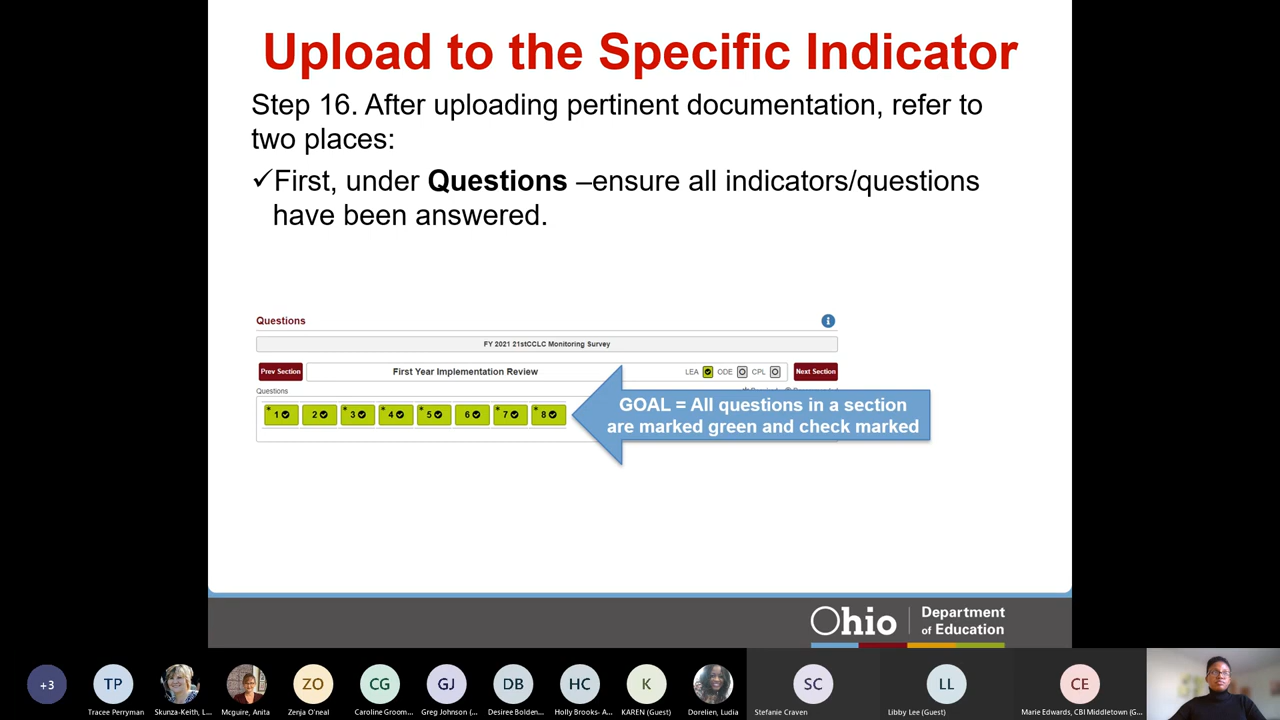 Upload to the Specific Indicator
Step 16. After uploading pertinent documentation, refer to
two places:
✓First, under Questions –ensure all indicators/questions
have been answered.
Questions
i
FY 2021 21stCCLC Monitoring Survey
Prev Section
First Year Implementation Review
LEA ODE CPL
Next Section
Questions
* 1 2 * 3 * 4 * 5 6 * 7 * 8
GOAL = All questions in a section
are marked green and check marked
Ohio
Department
of Education
+3 TP ZO CG GJ DB HC K SC LL CE
Tracee Perryman
Skunza-Keith, L...
Mcguire, Anita
Zenja O'neal
Caroline Groom...
Greg Johnson (...
Desiree Bolden...
Holly Brooks- A...
KAREN (Guest)
Dorelien, Ludia
Stefanie Craven
Libby Lee (Guest)
Marie Edwards, CBI Middletown (G...